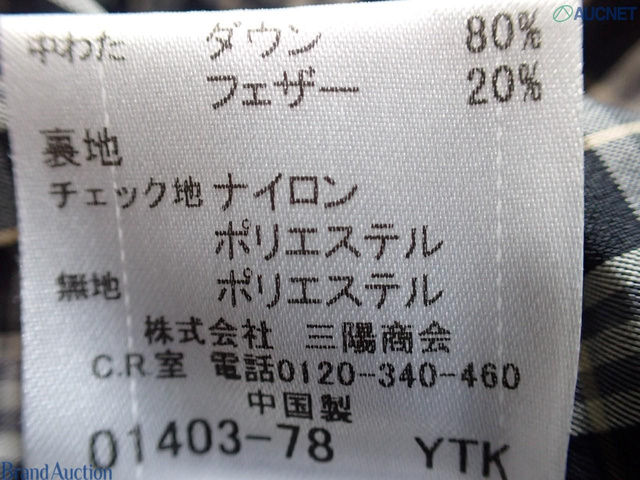 AUCNET
中わた ダウン 80%
フェザー 20%
裏地
チェック地 ナイロン
ポリエステル
無地 ポリエステル
株式会社 三陽商会
C.R室 電話0120-340-460
中国製
01403-78 YTK
Brand Auction